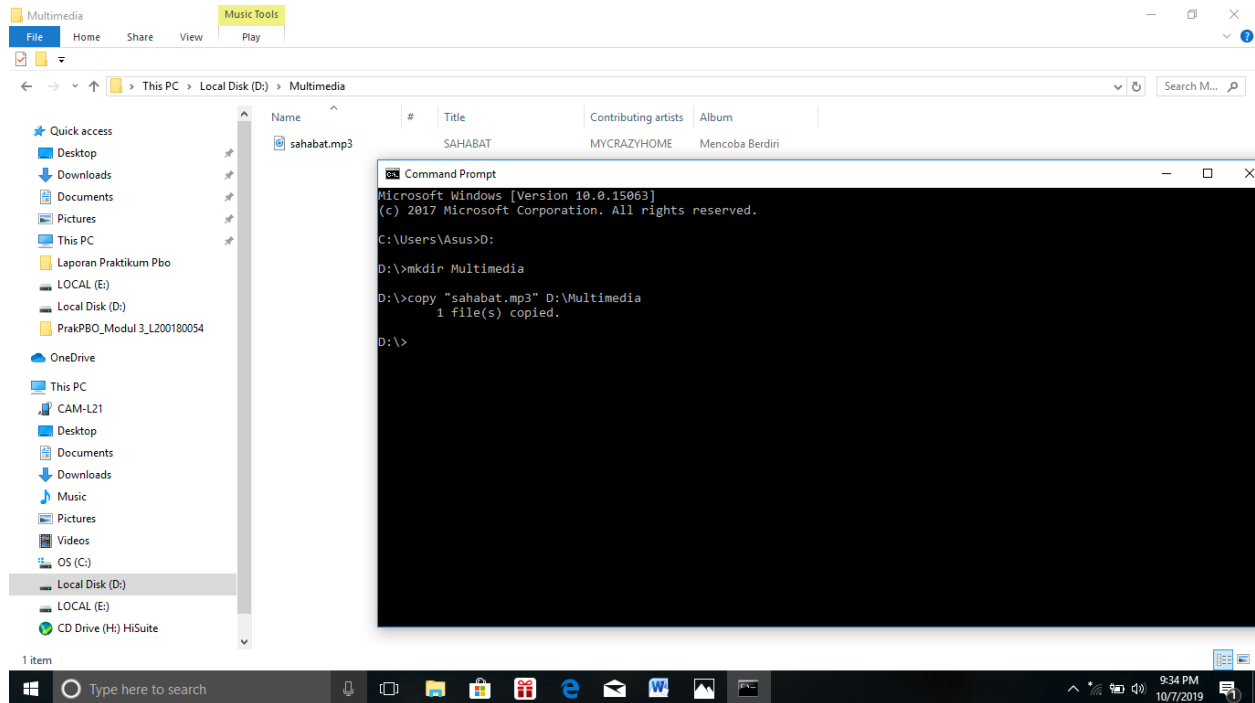 Multimedia
Music Tools
File Home Share View Play
This PC > Local Disk (D:) > Multimedia
Search M...
Name # Title Contributing artists Album
sahabat.mp3 SAHABAT MYCRAZYHOME Mencoba Berdiri
Quick access
Desktop
Downloads
Documents
Pictures
This PC
Laporan Praktikum Pbo
LOCAL (E:)
Local Disk (D:)
PrakPBO_Modul 3_L200180054
OneDrive
This PC
CAM-L21
Desktop
Documents
Downloads
Music
Pictures
Videos
OS (C:)
Local Disk (D:)
LOCAL (E:)
CD Drive (H:) HiSuite
1 item
Command Prompt
Microsoft Windows [Version 10.0.15063]
(c) 2017 Microsoft Corporation. All rights reserved.
C:\Users\Asus>D:
D:\>mkdir Multimedia
D:\>copy "sahabat.mp3" D:\Multimedia
1 file(s) copied.
D:\>
Type here to search
9:34 PM
10/7/2019